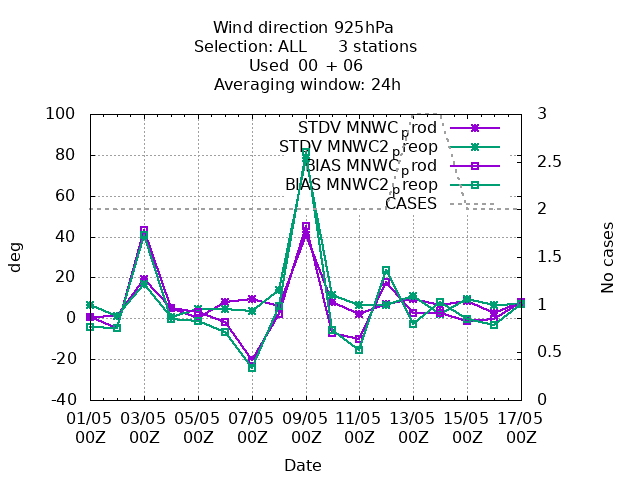 Wind direction 925hPa
Selection: ALL 3 stations
Used 00 + 06
Averaging window: 24h
100
80
60
40
20
0
-20
-40
deg
3
2.5
2
1.5
1
0.5
0
No cases
STDV MNWC_prod
STDV MNWC2_preop
BIAS MNWC_prod
BIAS MNWC2_preop
CASES
01/05 03/05 05/05 07/05 09/05 11/05 13/05 15/05 17/05
00Z 00Z 00Z 00Z 00Z 00Z 00Z 00Z 00Z
Date